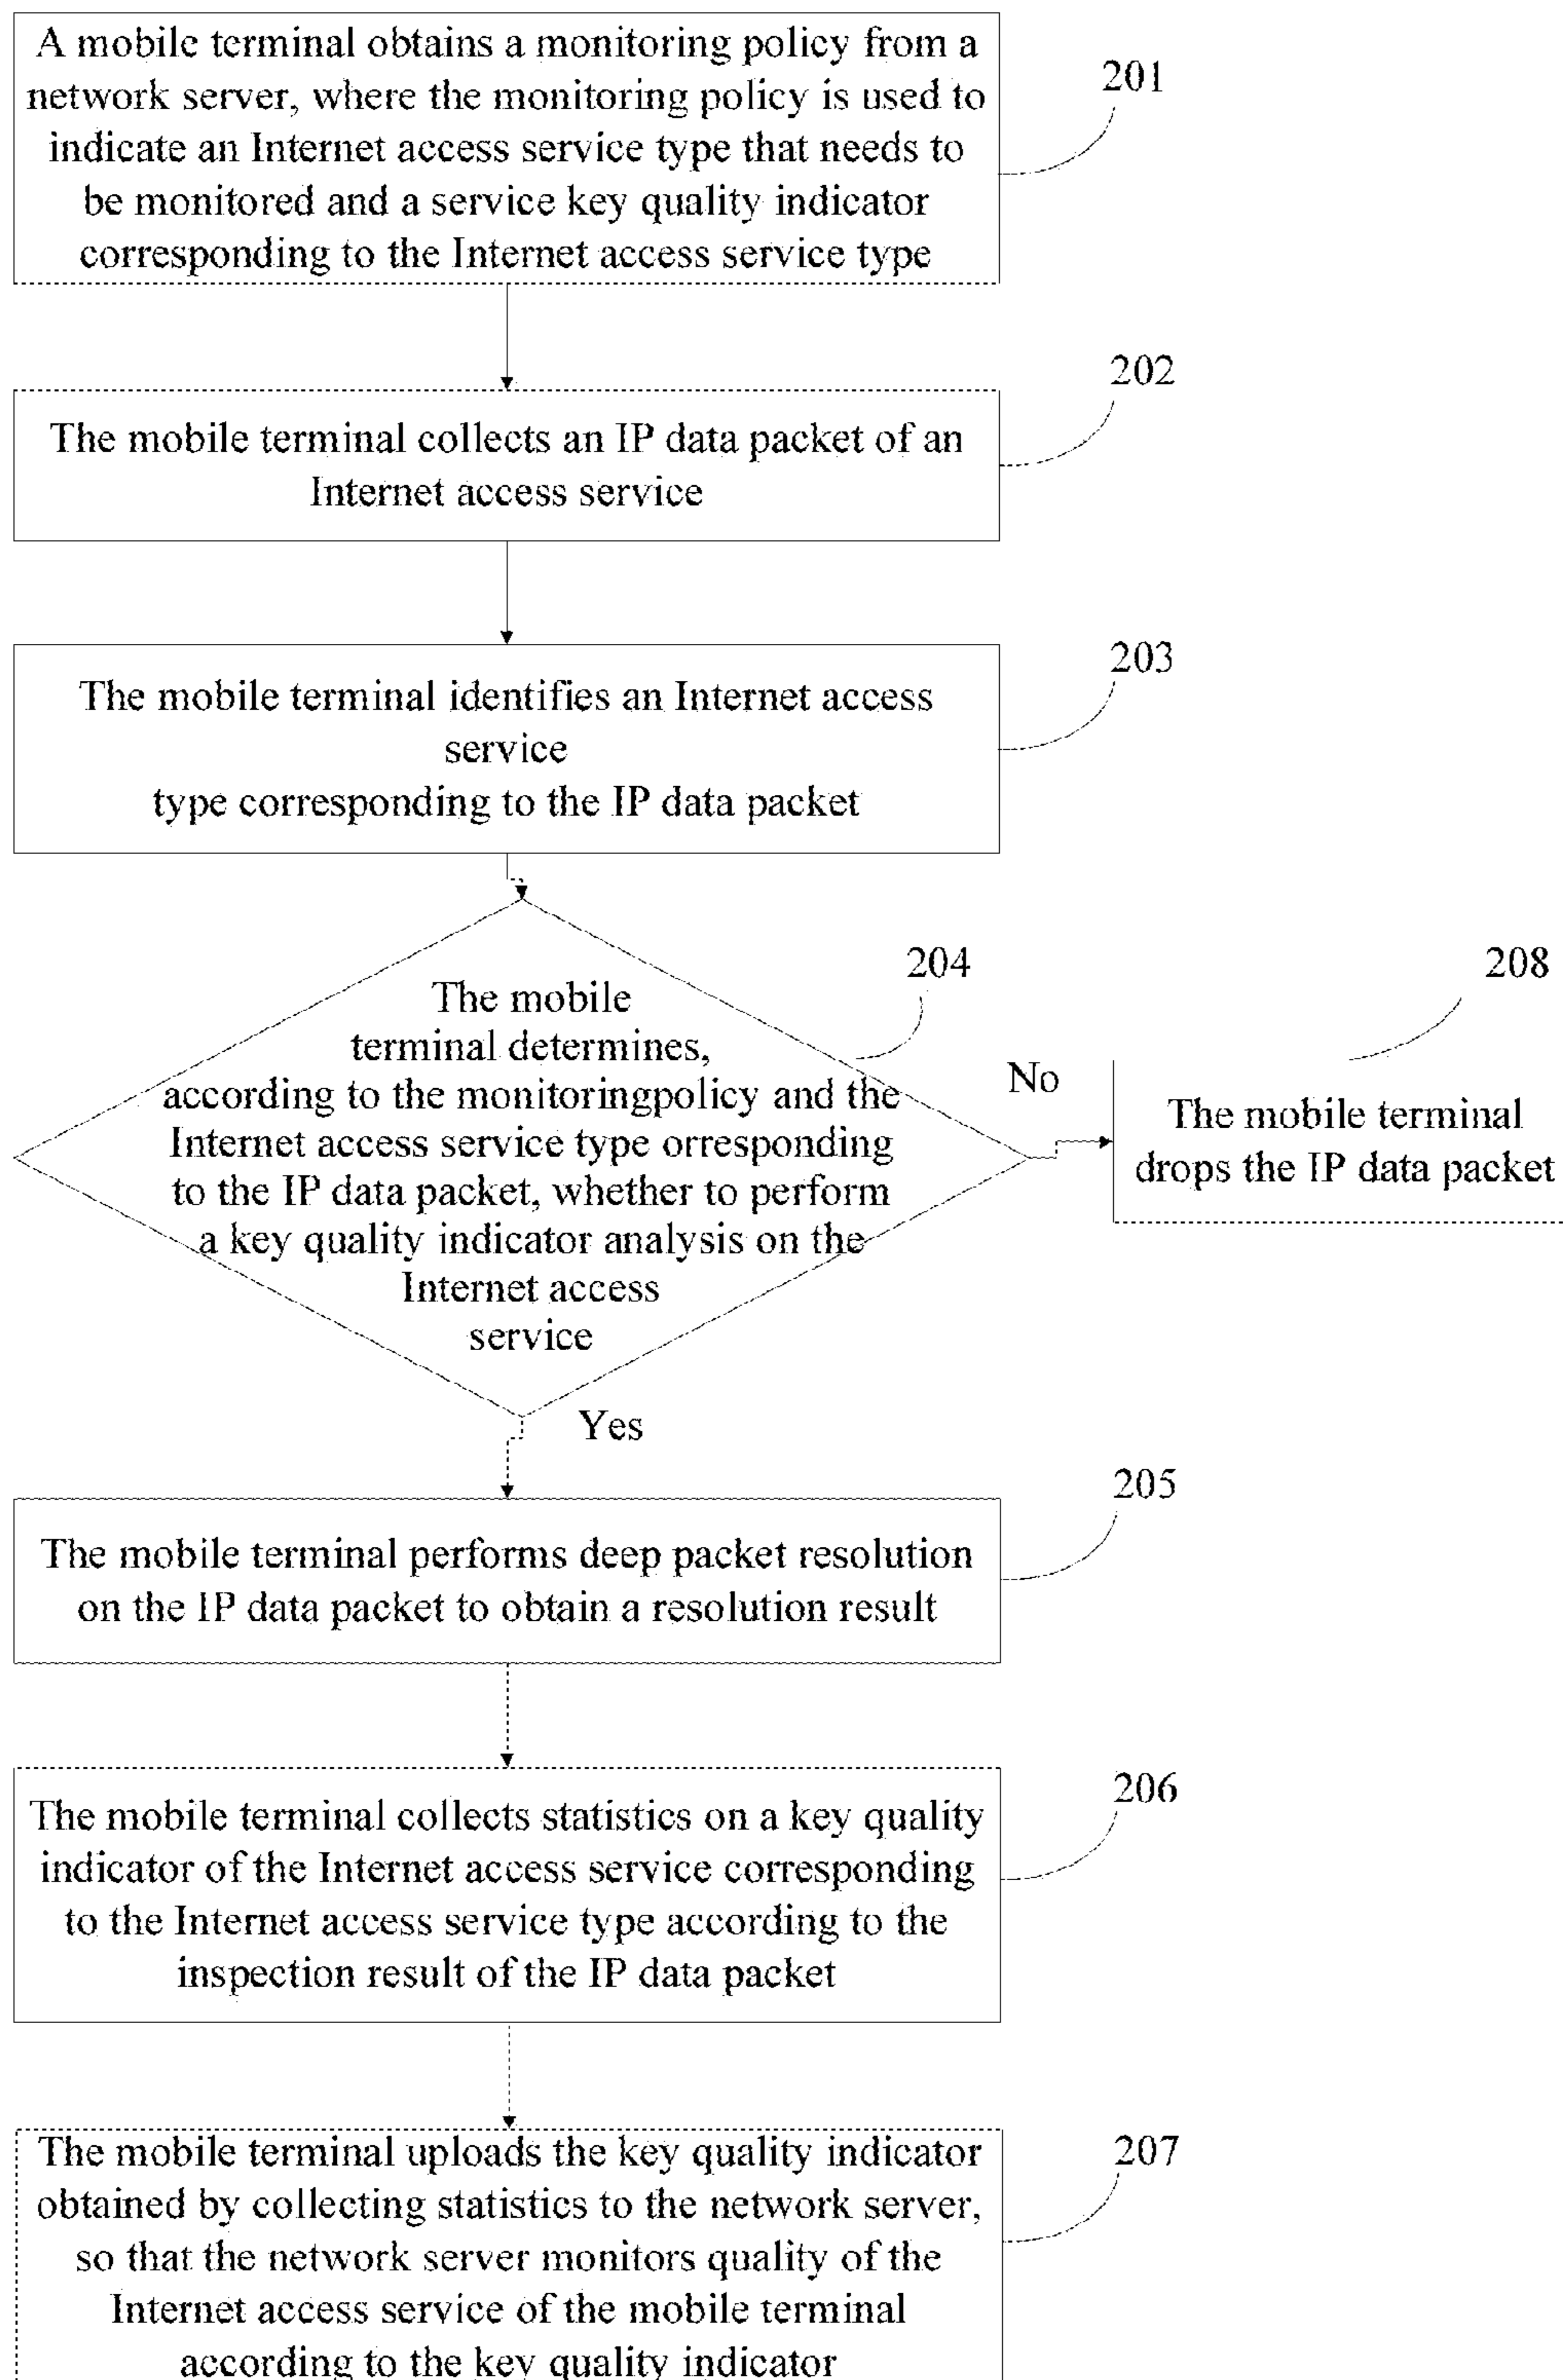 A mobile terminal obtains a monitoring policy from a
network server, where the monitoring policy is used to
indicate an Internet access service type that needs to
be monitored and a service key quality indicator
corresponding to the Internet access service type
201
202
The mobile terminal collects an IP data packet of an
Internet access service
203
The mobile terminal identifies an Internet access
service
type corresponding to the IP data packet
204
The mobile
terminal determines,
according to the monitoringpolicy and the
Internet access service type orresponding
to the IP data packet, whether to perform
a key quality indicator analysis on the
Internet access
service
No
208
The mobile terminal
drops the IP data packet
Yes
205
The mobile terminal performs deep packet resolution
on the IP data packet to obtain a resolution result
206
The mobile terminal collects statistics on a key quality
indicator of the Internet access service corresponding
to the Internet access service type according to the
inspection result of the IP data packet
207
The mobile terminal uploads the key quality indicator
obtained by collecting statistics to the network server,
so that the network server monitors quality of the
Internet access service of the mobile terminal
according to the key quality indicator